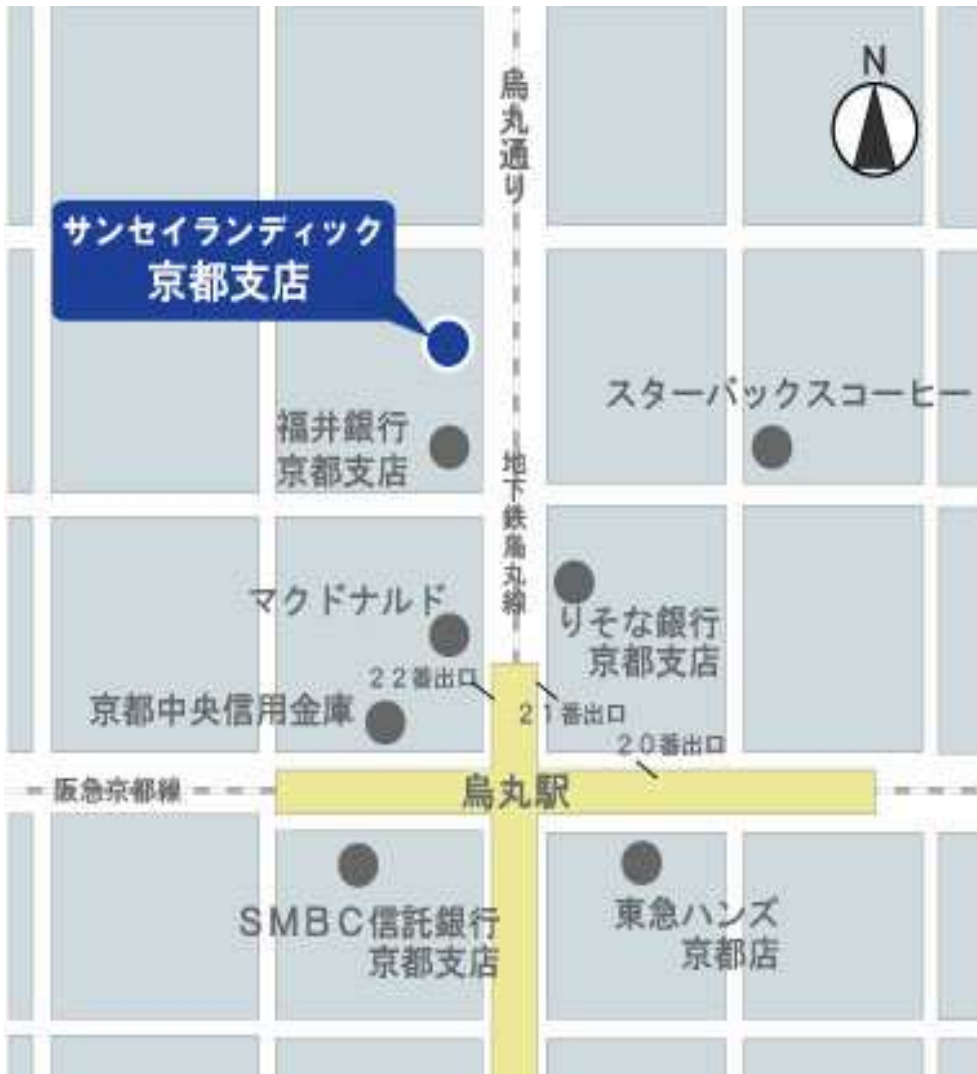 N
烏丸通り
サンセイランディック
京都支店
スターバックスコーヒー
福井銀行
京都支店
地下鉄烏丸線
マクドナルド
りそな銀行
京都支店
22番出口
21番出口
京都中央信用金庫
20番出口
阪急京都線
烏丸駅
SMBC信託銀行
京都支店
東急ハンズ
京都店